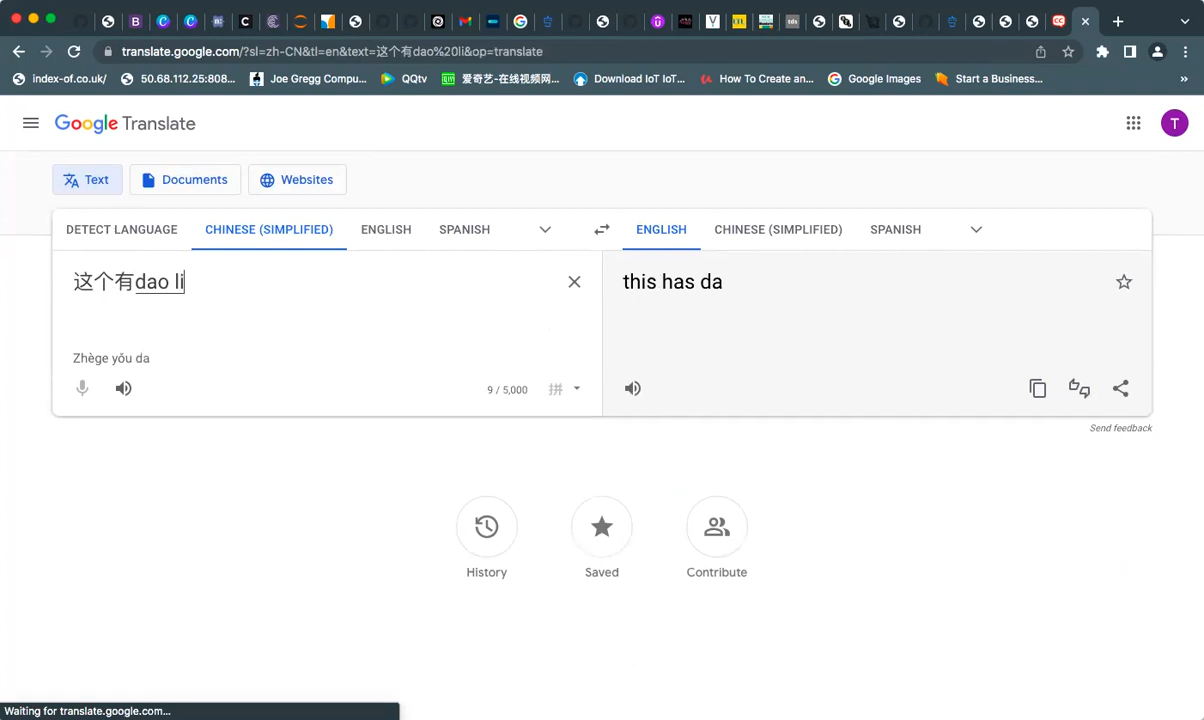 translate.google.com/?sl=zh-CN&tl=en&text=这个有dao%20li&op=translate
index-of.co.uk/ 50.68.112.25:808... Joe Gregg Compu... QQtv 爱奇艺-在线视频网... Download IoT IoT... How To Create an... Google Images Start a Business... »
Google Translate T
Text Documents Websites
DETECT LANGUAGE CHINESE (SIMPLIFIED) ENGLISH SPANISH ENGLISH CHINESE (SIMPLIFIED) SPANISH
这个有dao li this has da
Zhège yǒu da
9 / 5,000 拼
Send feedback
History Saved Contribute
Waiting for translate.google.com...